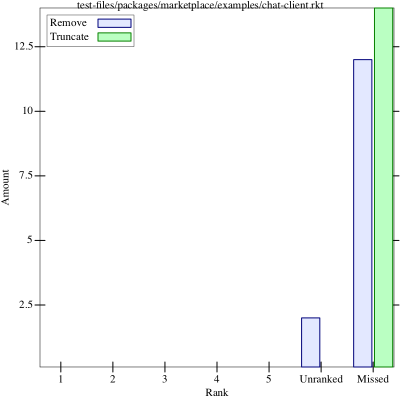 test-files/packages/marketplace/examples/chat-client.rkt
Remove
Truncate
12.5
10
7.5
5
2.5
Amount
1 2 3 4 5 Unranked Missed
Rank